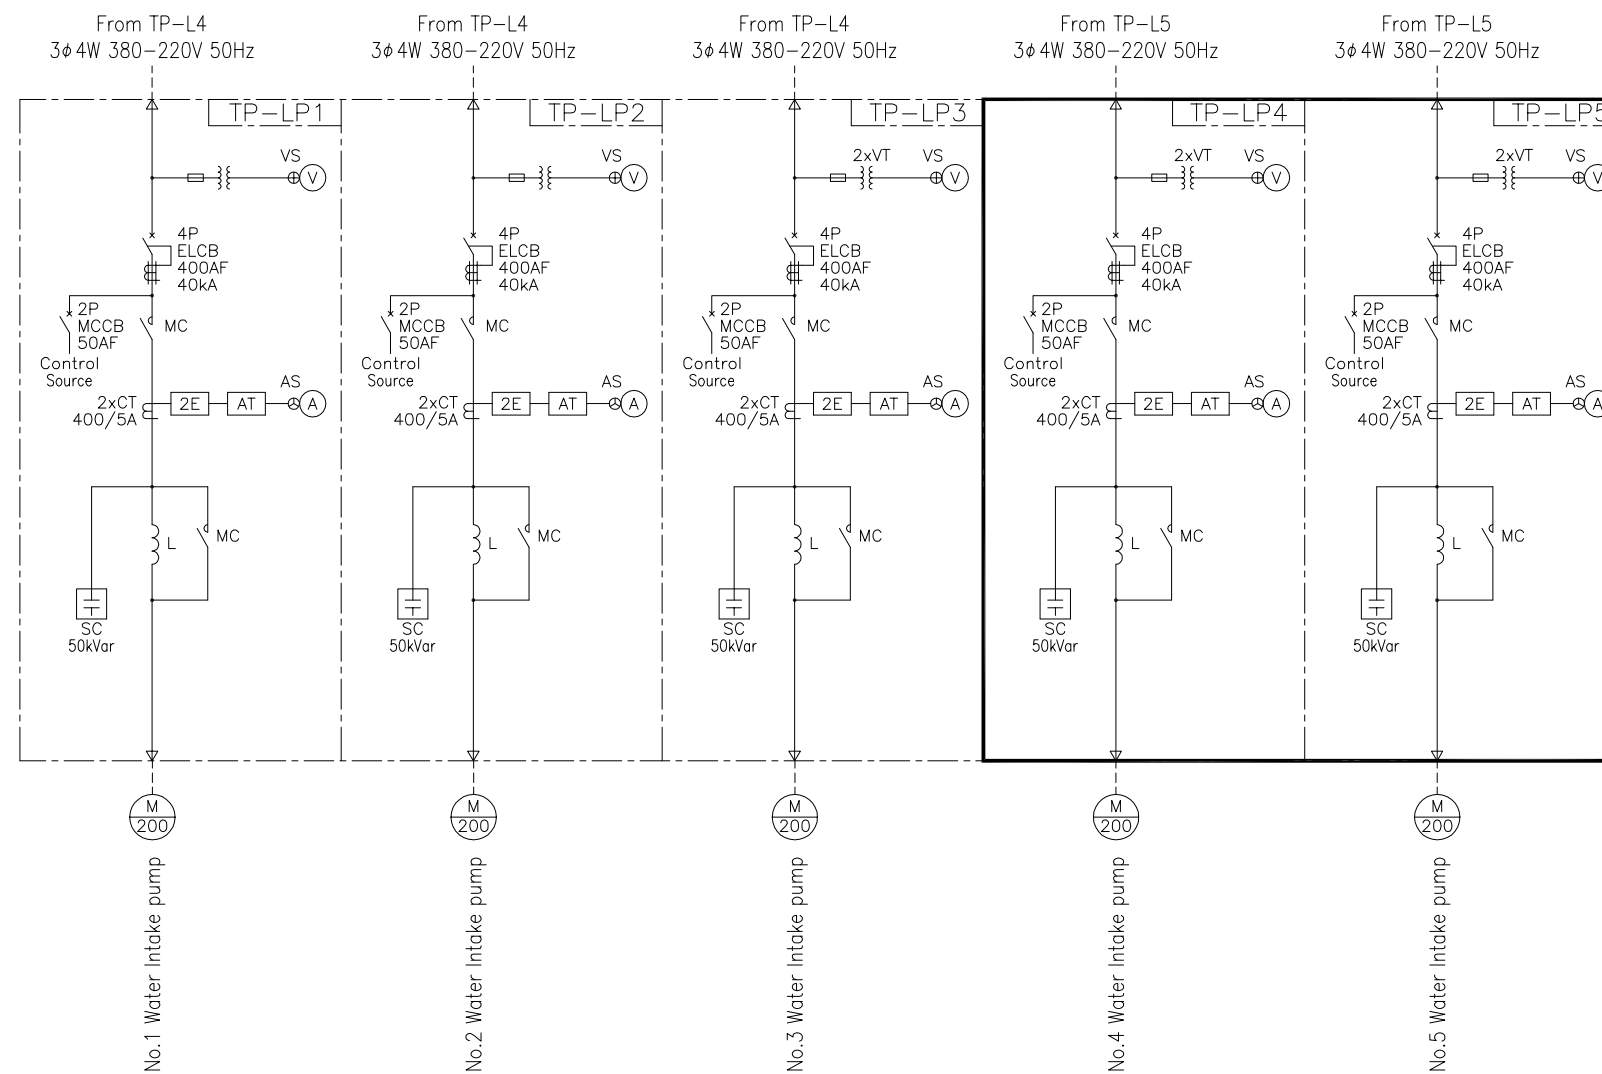 From TP-L4
3ϕ4W 380-220V 50Hz
From TP-L4
3ϕ4W 380-220V 50Hz
From TP-L4
3ϕ4W 380-220V 50Hz
From TP-L5
3ϕ4W 380-220V 50Hz
From TP-L5
3ϕ4W 380-220V 50Hz
TP-LP1
VS
V
4P
ELCB
400AF
40kA
2P
MCCB
50AF
Control
Source
MC
2xCT
400/5A
2E
AT
AS
A
L
MC
SC
50kVar
M
200
No.1 Water Intake pump
TP-LP2
VS
V
4P
ELCB
400AF
40kA
2P
MCCB
50AF
Control
Source
MC
2xCT
400/5A
2E
AT
AS
A
L
MC
SC
50kVar
M
200
No.2 Water Intake pump
TP-LP3
2xVT
VS
V
4P
ELCB
400AF
40kA
2P
MCCB
50AF
Control
Source
MC
2xCT
400/5A
2E
AT
AS
A
L
MC
SC
50kVar
M
200
No.3 Water Intake pump
TP-LP4
2xVT
VS
V
4P
ELCB
400AF
40kA
2P
MCCB
50AF
Control
Source
MC
2xCT
400/5A
2E
AT
AS
A
L
MC
SC
50kVar
M
200
No.4 Water Intake pump
TP-LP5
2xVT
VS
V
4P
ELCB
400AF
40kA
2P
MCCB
50AF
Control
Source
MC
2xCT
400/5A
2E
AT
AS
A
L
MC
SC
50kVar
M
200
No.5 Water Intake pump